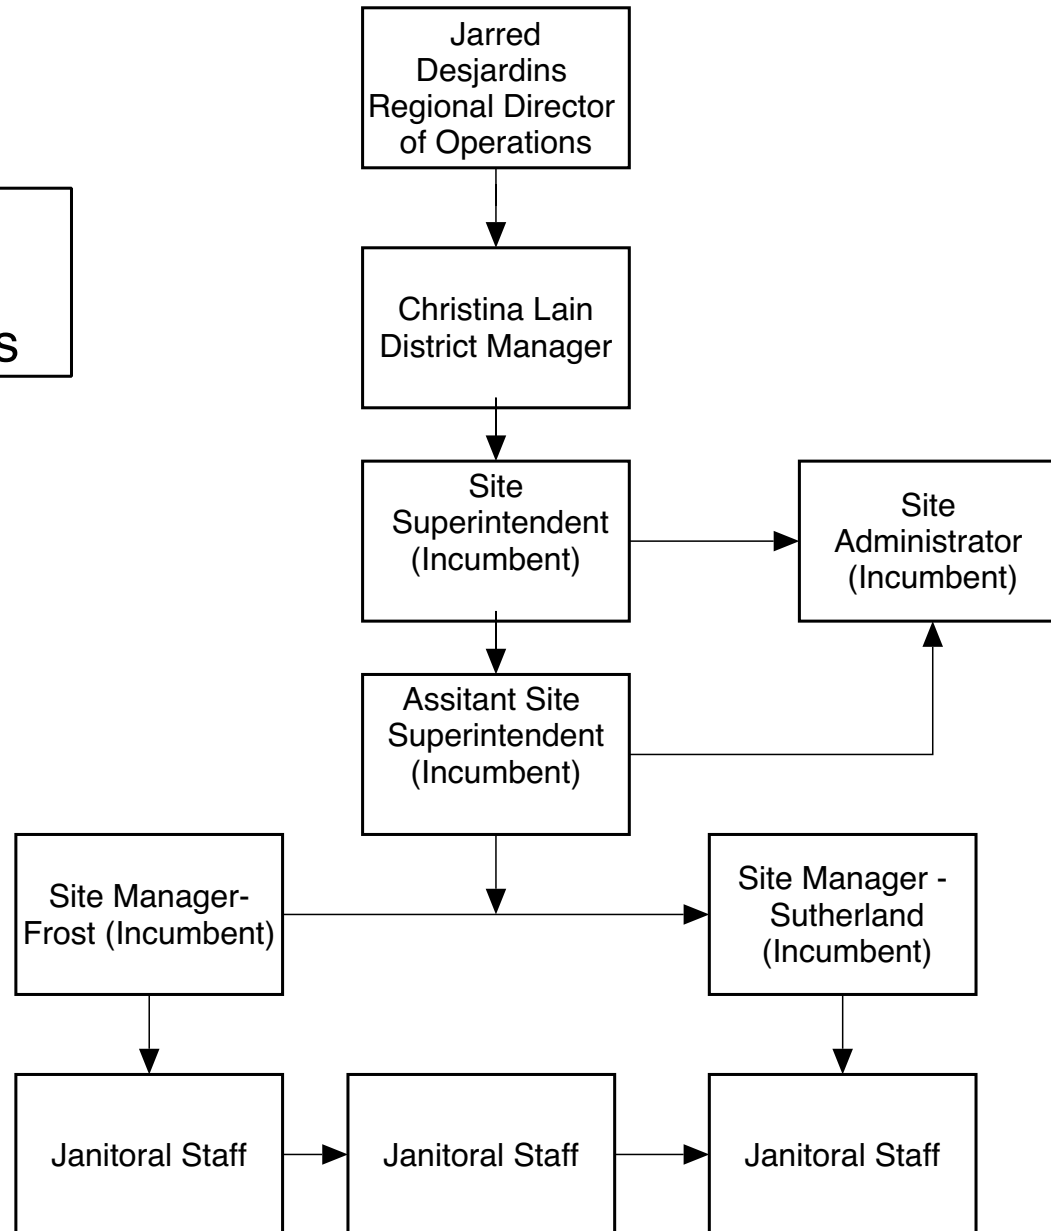 Jarred
Desjardins
Regional Director
of Operations
s
Christina Lain
District Manager
Site
Superintendent
(Incumbent)
Site
Administrator
(Incumbent)
Assitant Site
Superintendent
(Incumbent)
Site Manager-
Frost (Incumbent)
Site Manager -
Sutherland
(Incumbent)
Janitoral Staff
Janitoral Staff
Janitoral Staff